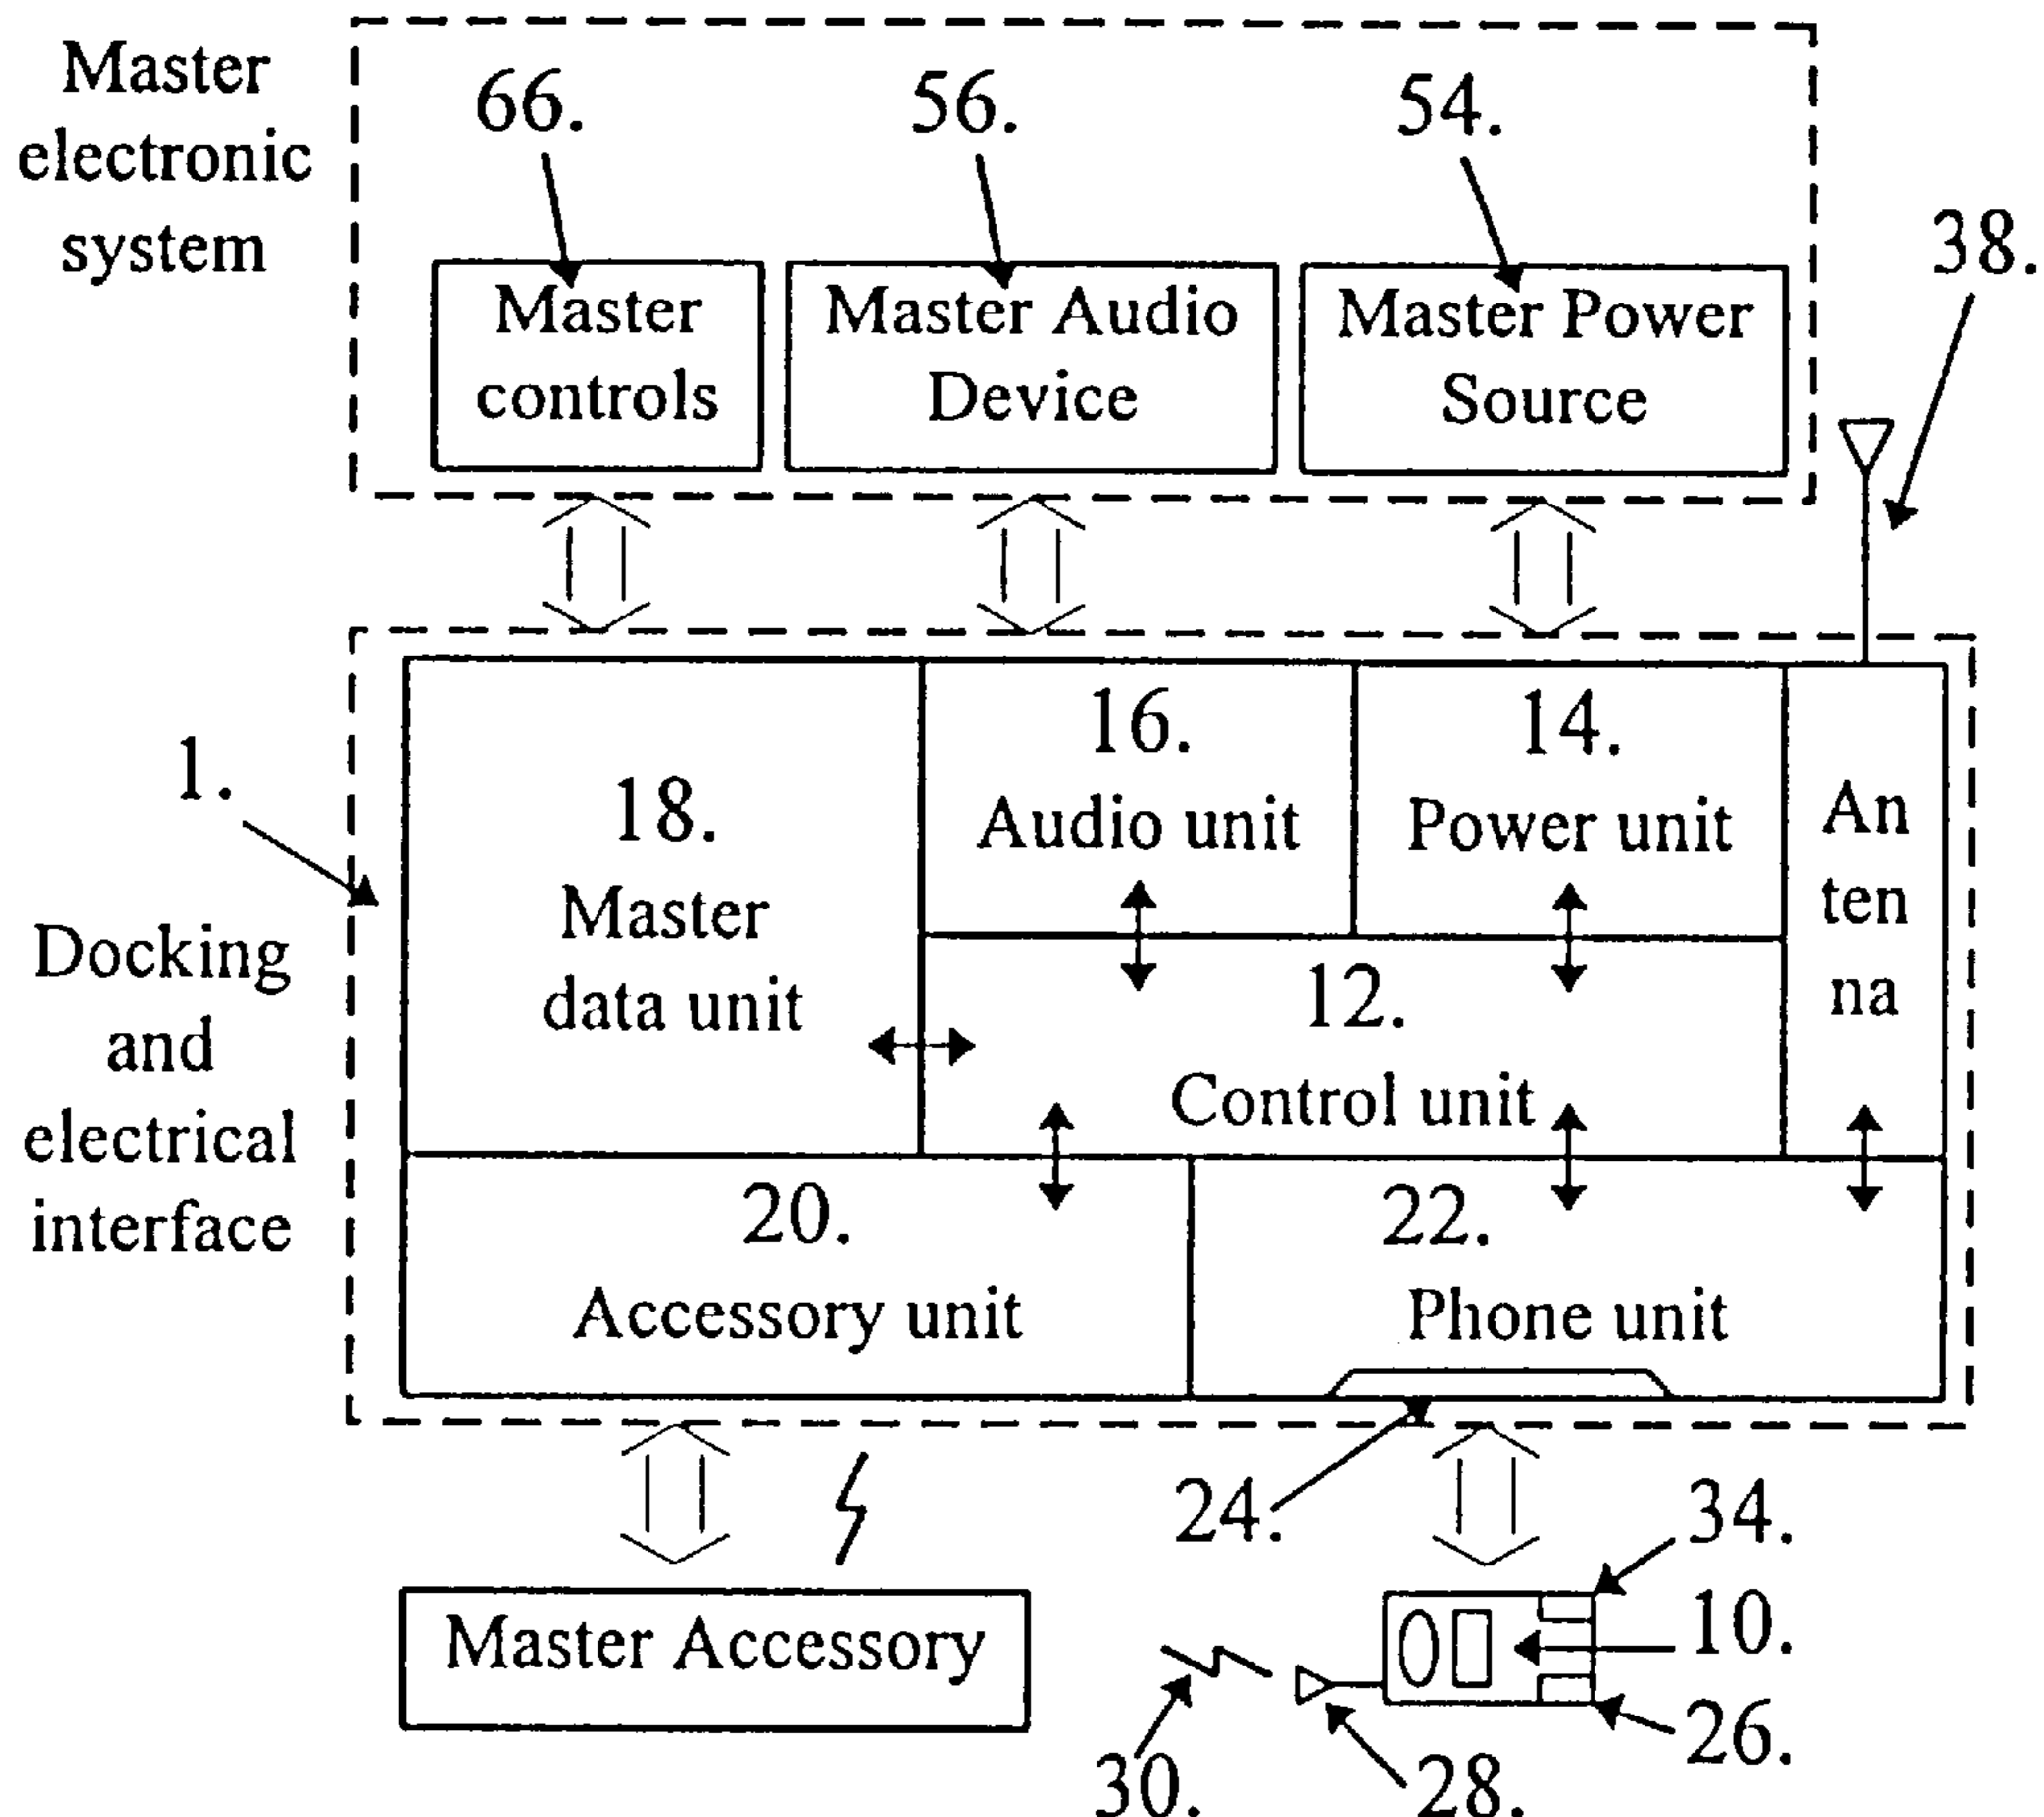 Master
electronic
system
66.
56.
54.
38.
Master
controls
Master Audio
Device
Master Power
Source
1.
Docking
and
electrical
interface
18.
Master
data unit
16.
Audio unit
14.
Power unit
An
ten
na
12.
Control unit
20.
Accessory unit
22.
Phone unit
24.
34.
10.
26.
28.
30.
Master Accessory